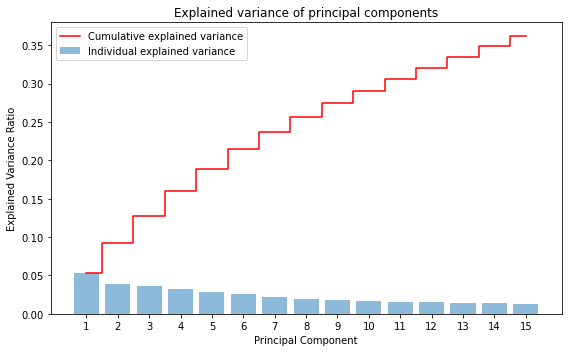 Explained variance of principal components
Cumulative explained variance
Individual explained variance
Explained Variance Ratio
0.35
0.30
0.25
0.20
0.15
0.10
0.05
0.00
1 2 3 4 5 6 7 8 9 10 11 12 13 14 15
Principal Component